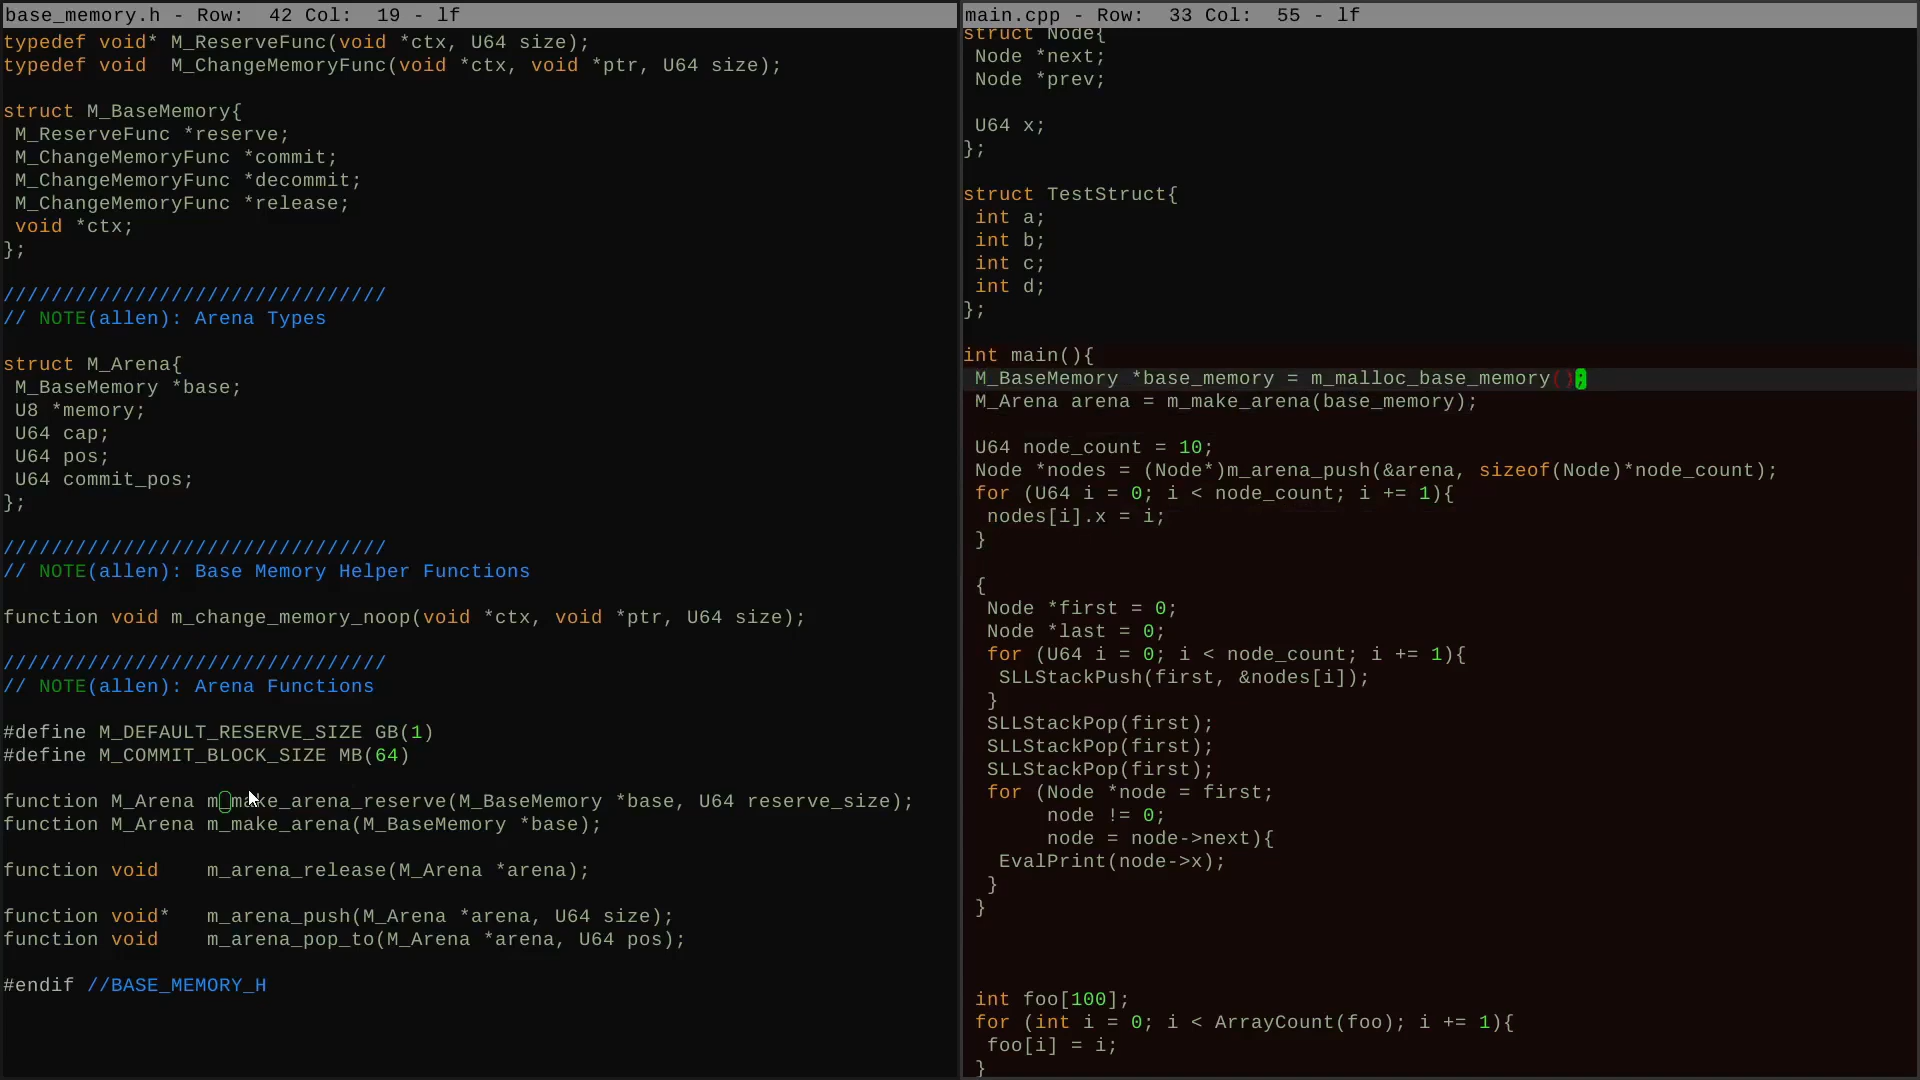 base_memory.h - Row:  42 Col:  19 - lf
typedef void* M_ReserveFunc(void *ctx, U64 size);
typedef void  M_ChangeMemoryFunc(void *ctx, void *ptr, U64 size);
struct M_BaseMemory{
 M_ReserveFunc *reserve;
 M_ChangeMemoryFunc *commit;
 M_ChangeMemoryFunc *decommit;
 M_ChangeMemoryFunc *release;
 void *ctx;
};
////////////////////////////////
// NOTE(allen): Arena Types
struct M_Arena{
 M_BaseMemory *base;
 U8 *memory;
 U64 cap;
 U64 pos;
 U64 commit_pos;
};
////////////////////////////////
// NOTE(allen): Base Memory Helper Functions
function void m_change_memory_noop(void *ctx, void *ptr, U64 size);
////////////////////////////////
// NOTE(allen): Arena Functions
#define M_DEFAULT_RESERVE_SIZE GB(1)
#define M_COMMIT_BLOCK_SIZE MB(64)
function M_Arena m_make_arena_reserve(M_BaseMemory *base, U64 reserve_size);
function M_Arena m_make_arena(M_BaseMemory *base);
function void    m_arena_release(M_Arena *arena);
function void*   m_arena_push(M_Arena *arena, U64 size);
function void    m_arena_pop_to(M_Arena *arena, U64 pos);
#endif //BASE_MEMORY_H
main.cpp - Row:  33 Col:  55 - lf
struct Node{
 Node *next;
 Node *prev;
 U64 x;
};
struct TestStruct{
 int a;
 int b;
 int c;
 int d;
};
int main(){
 M_BaseMemory *base_memory = m_malloc_base_memory();
 M_Arena arena = m_make_arena(base_memory);
 U64 node_count = 10;
 Node *nodes = (Node*)m_arena_push(&arena, sizeof(Node)*node_count);
 for (U64 i = 0; i < node_count; i += 1){
  nodes[i].x = i;
 }
 {
  Node *first = 0;
  Node *last = 0;
  for (U64 i = 0; i < node_count; i += 1){
   SLLStackPush(first, &nodes[i]);
  }
  SLLStackPop(first);
  SLLStackPop(first);
  SLLStackPop(first);
  for (Node *node = first;
       node != 0;
       node = node->next){
   EvalPrint(node->x);
  }
 }
 int foo[100];
 for (int i = 0; i < ArrayCount(foo); i += 1){
  foo[i] = i;
 }